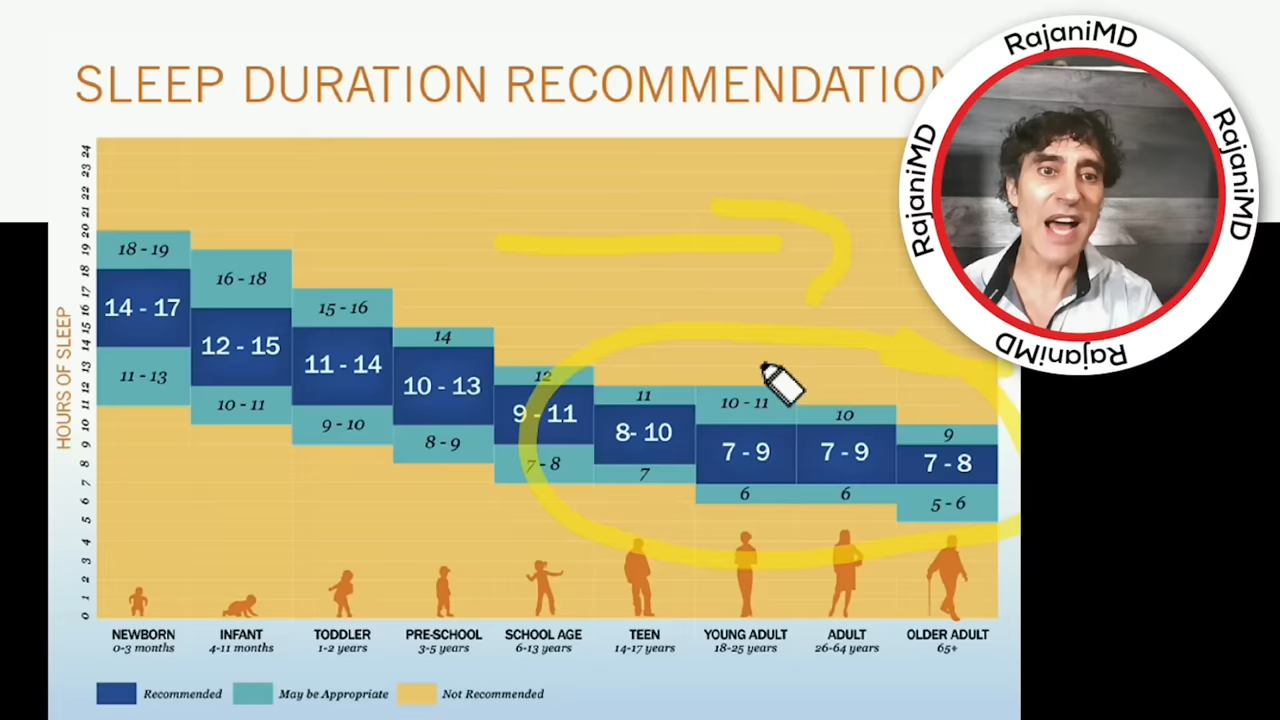 SLEEP DURATION RECOMMENDATION
RajaniMD
RajaniMD
RajaniMD
RajaniMD
RajaniMD
HOURS OF SLEEP
24
23
22
21
20
19
18
17
16
15
14
13
12
11
10
9
8
7
6
5
4
3
2
1
0
18 - 19
14 - 17
11 - 13
16 - 18
12 - 15
10 - 11
15 - 16
11 - 14
9 - 10
14
10 - 13
8 - 9
12
9 - 11
7 - 8
11
8- 10
7
10 - 11
7 - 9
6
10
7 - 9
6
9
7 - 8
5 - 6
NEWBORN
0-3 months
INFANT
4-11 months
TODDLER
1-2 years
PRE-SCHOOL
3-5 years
SCHOOL AGE
6-13 years
TEEN
14-17 years
YOUNG ADULT
18-25 years
ADULT
26-64 years
OLDER ADULT
65+
Recommended
May be Appropriate
Not Recommended